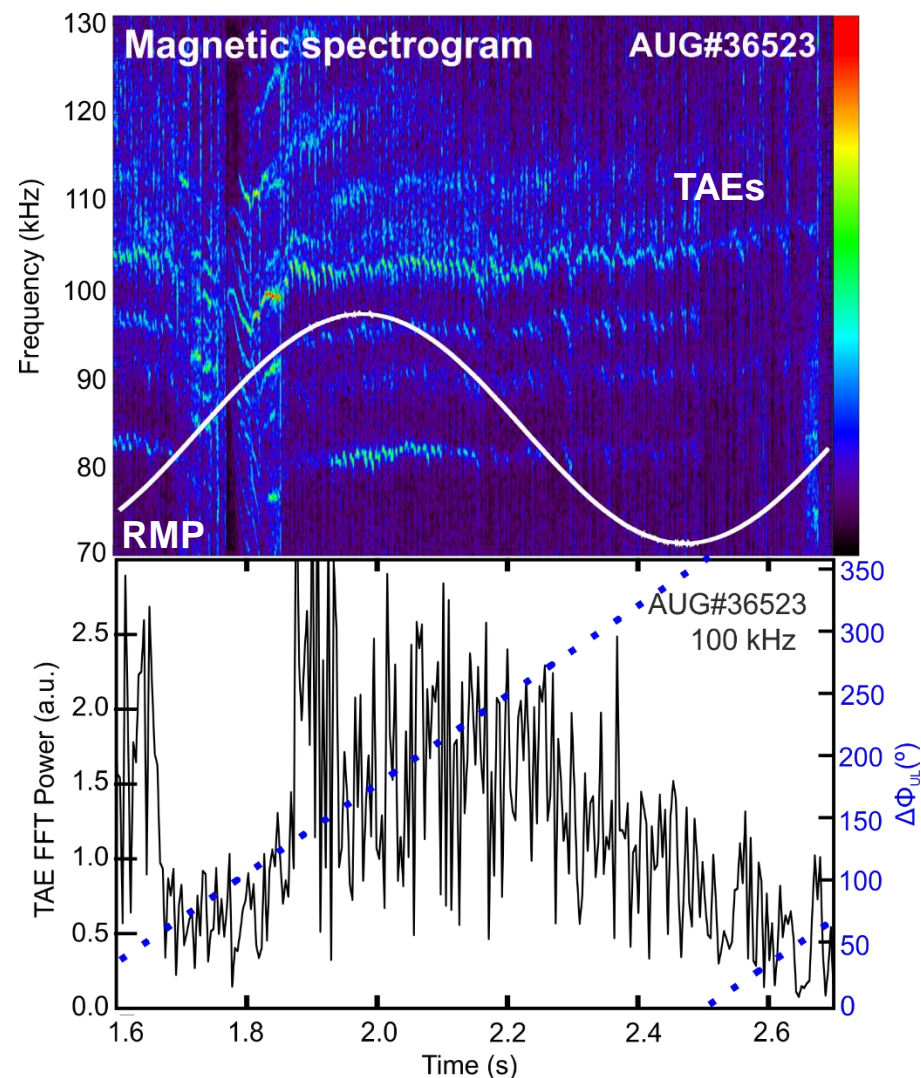 Magnetic spectrogram AUG#36523
Frequency (kHz)
130
120
110
100
90
80
70
TAEs
RMP
TAE FFT Power (a.u.)
2.5
2.0
1.5
1.0
0.5
0.0
AUG#36523
100 kHz
350
300
250
200
150
100
50
0
ΔΦUL(º)
1.6 1.8 2.0 2.2 2.4 2.6
Time (s)